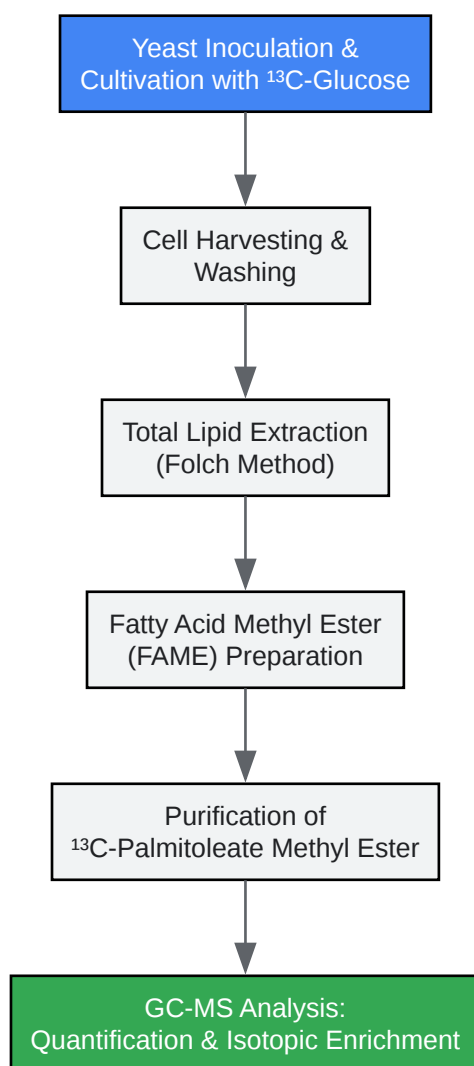 Yeast Inoculation &
Cultivation with ¹³C-Glucose
Cell Harvesting &
Washing
Total Lipid Extraction
(Folch Method)
Fatty Acid Methyl Ester
(FAME) Preparation
Purification of
¹³C-Palmitoleate Methyl Ester
GC-MS Analysis:
Quantification & Isotopic Enrichment